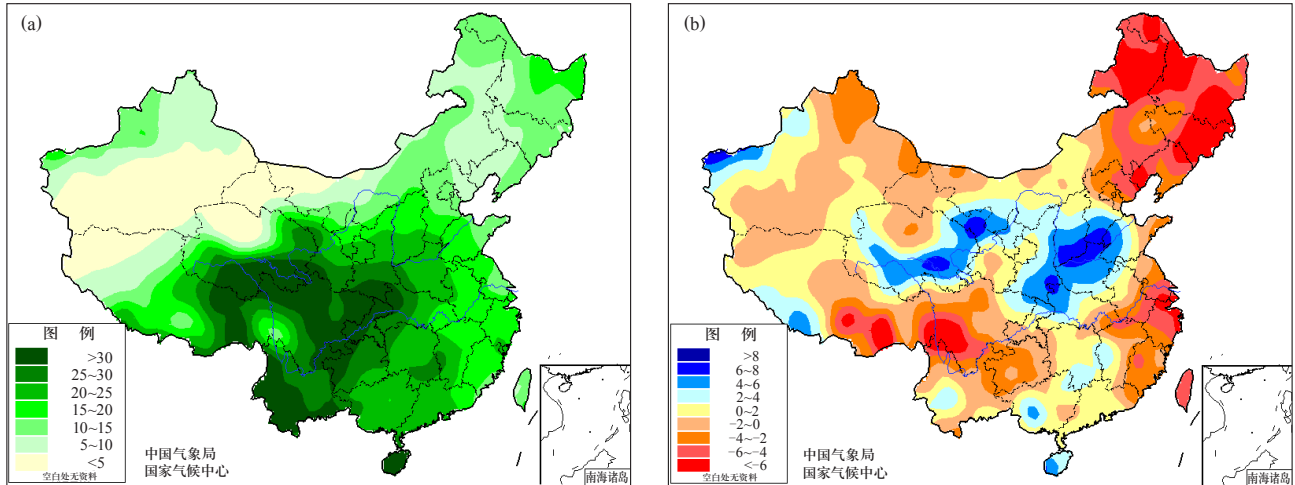 (a)
图 例
>30
25~30
20~25
15~20
10~15
5~10
<5
空白处无资料
中国气象局
国家气候中心
南海诸岛
(b)
图 例
>8
6~8
4~6
2~4
0~2
−2~0
−4~−2
−6~−4
<−6
空白处无资料
中国气象局
国家气候中心
南海诸岛